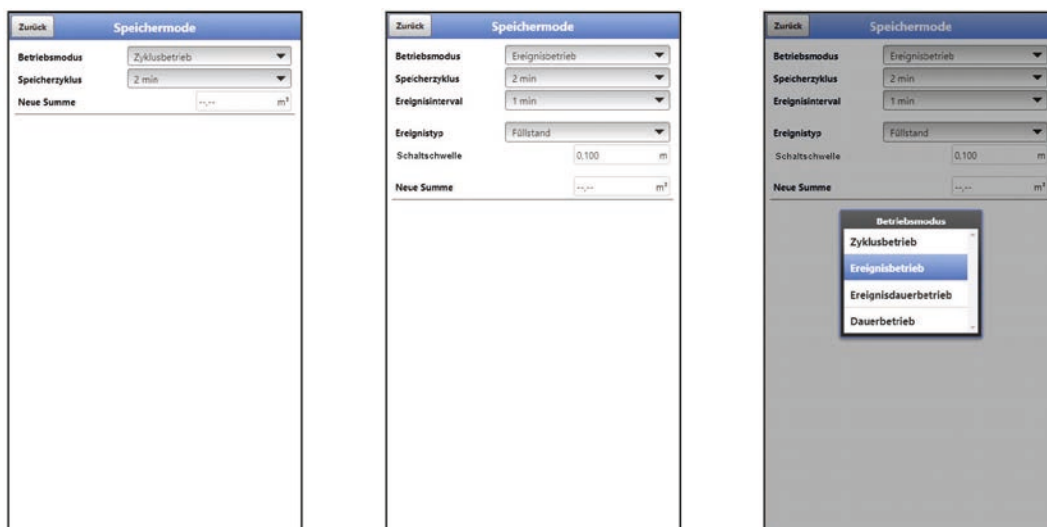 Zurück Speichermode
Betriebsmodus Zyklusbetrieb
Speicherzyklus 2 min
Neue Summe --,-- m³
Zurück Speichermode
Betriebsmodus Ereignisbetrieb
Speicherzyklus 2 min
Ereignisinterval 1 min
Ereignistyp Füllstand
Schaltschwelle 0,100 m
Neue Summe --,-- m³
Zurück Speichermode
Betriebsmodus Ereignisbetrieb
Speicherzyklus 2 min
Ereignisinterval 1 min
Ereignistyp Füllstand
Schaltschwelle 0,100 m
Neue Summe --,-- m³
Betriebsmodus
Zyklusbetrieb
Ereignisbetrieb
Ereignisdauerbetrieb
Dauerbetrieb